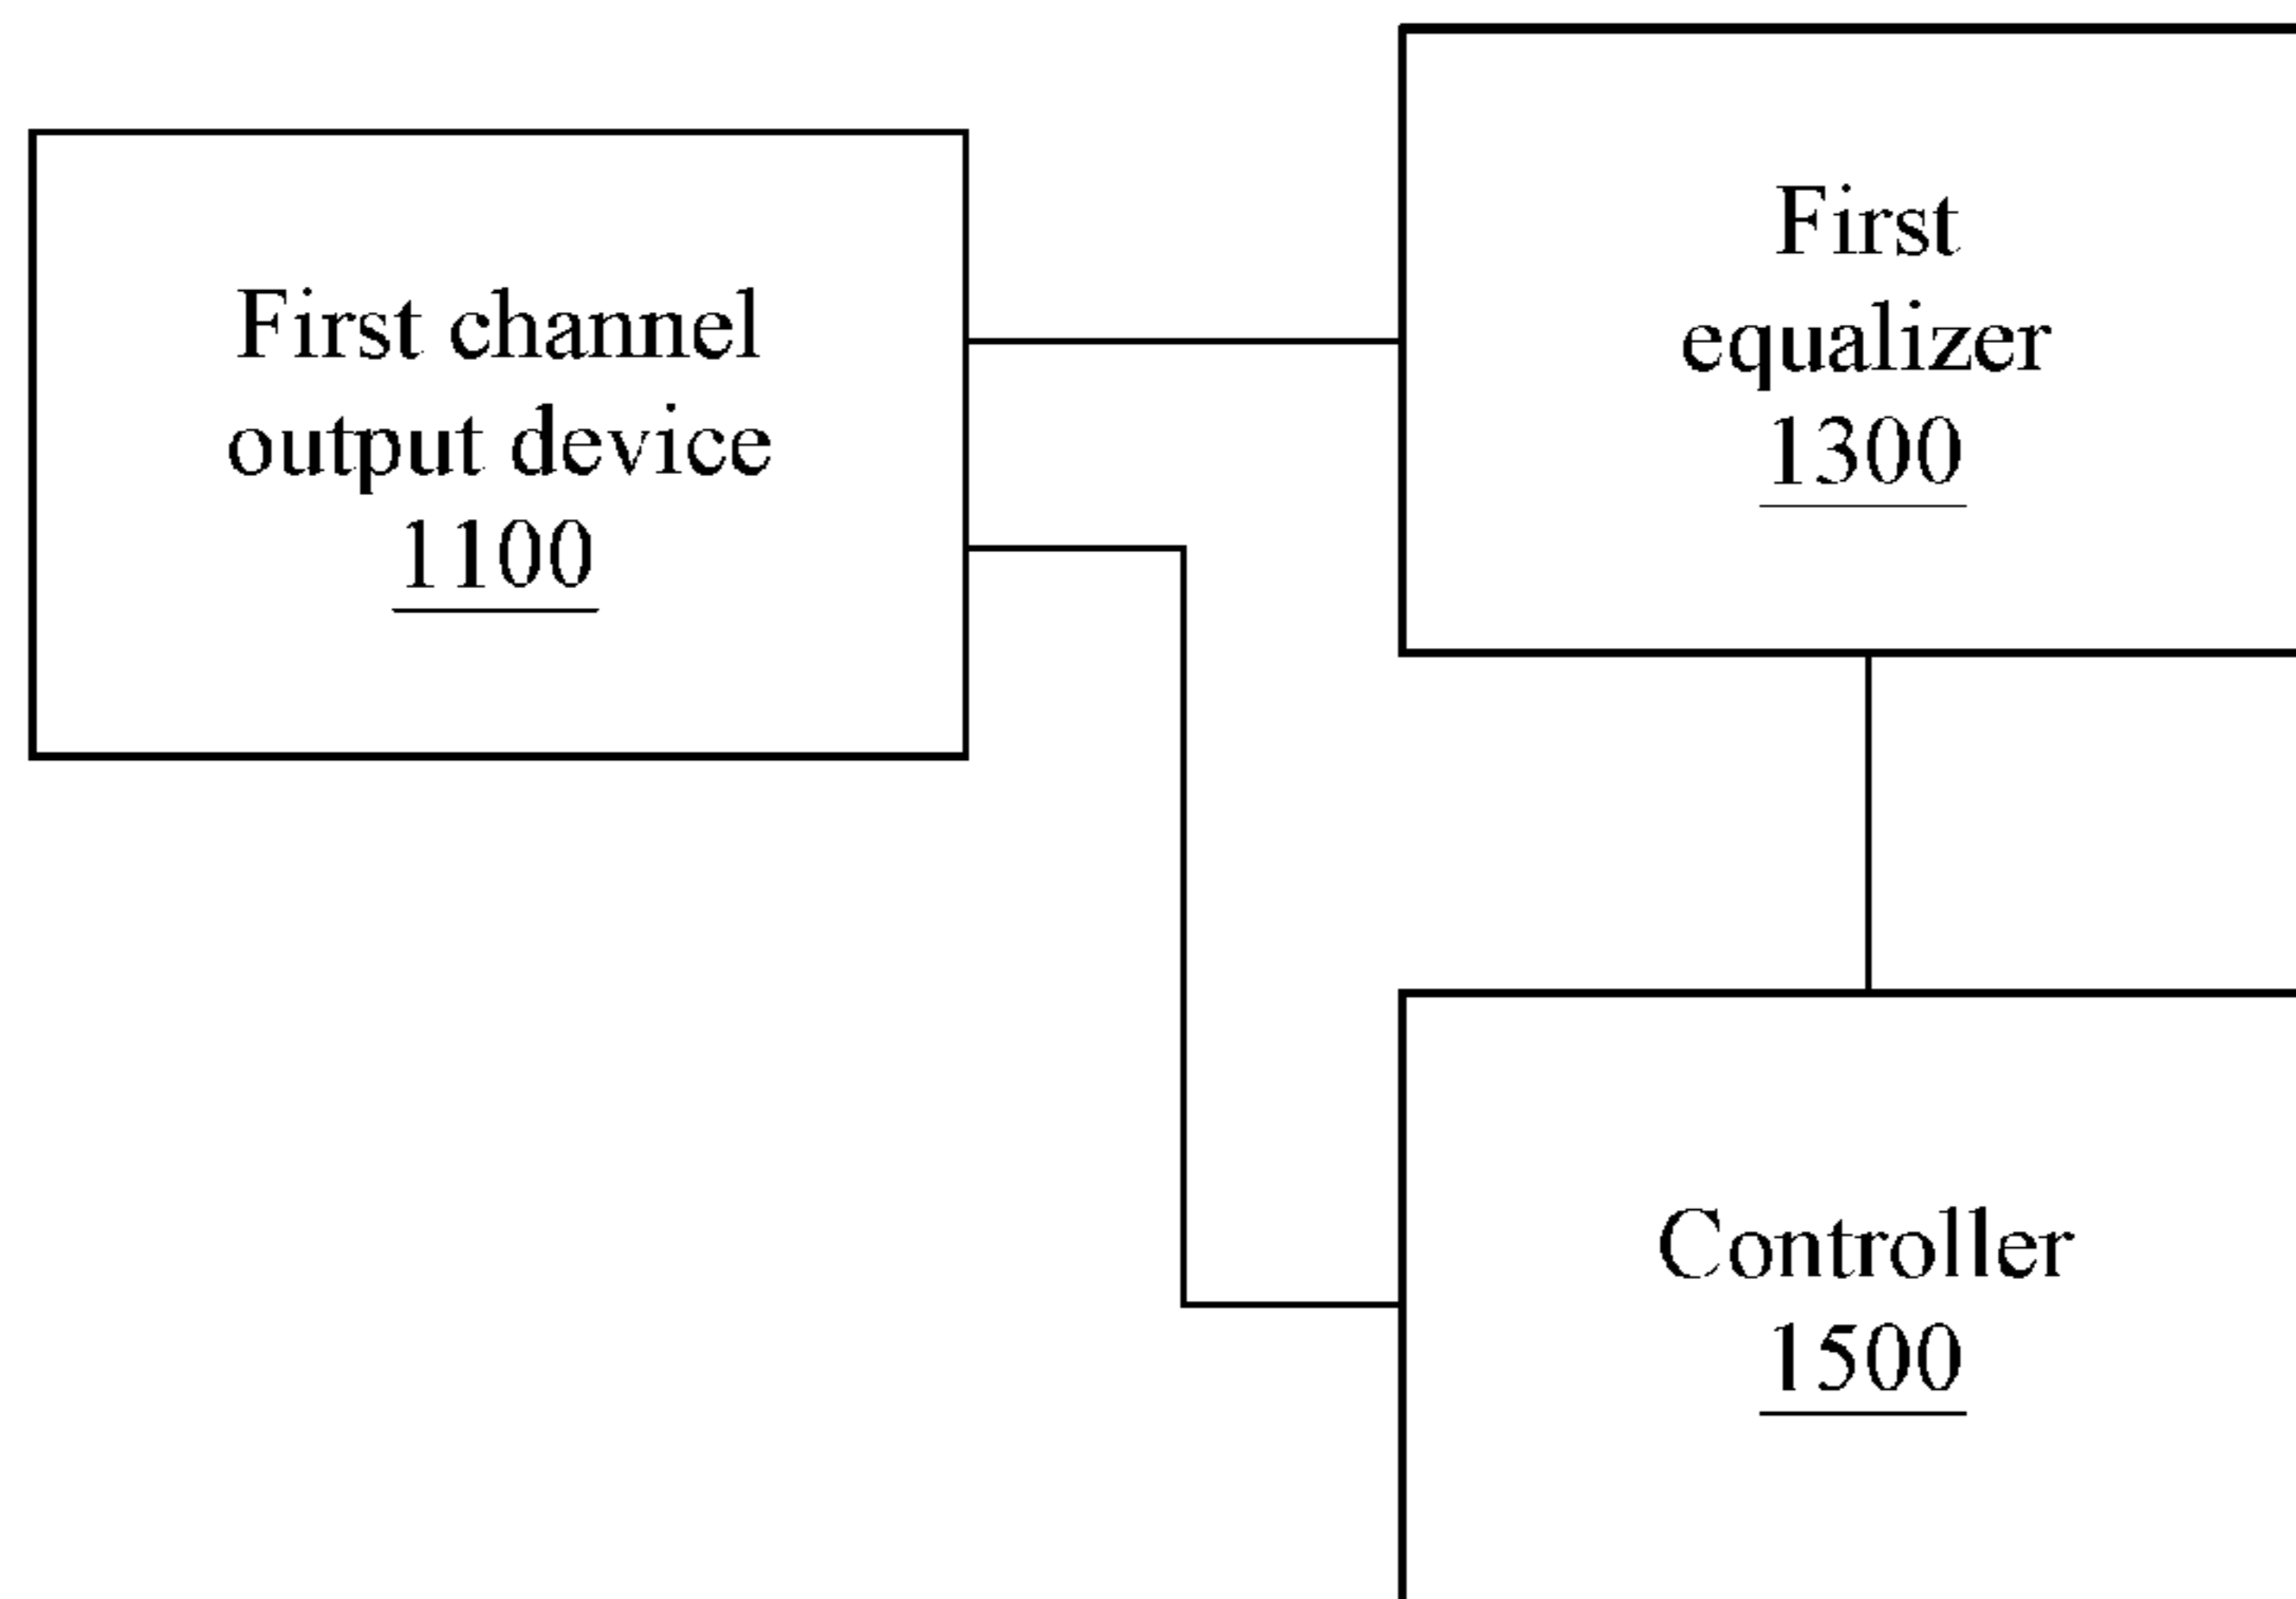 First channel
output device
1100
First
equalizer
1300
Controller
1500